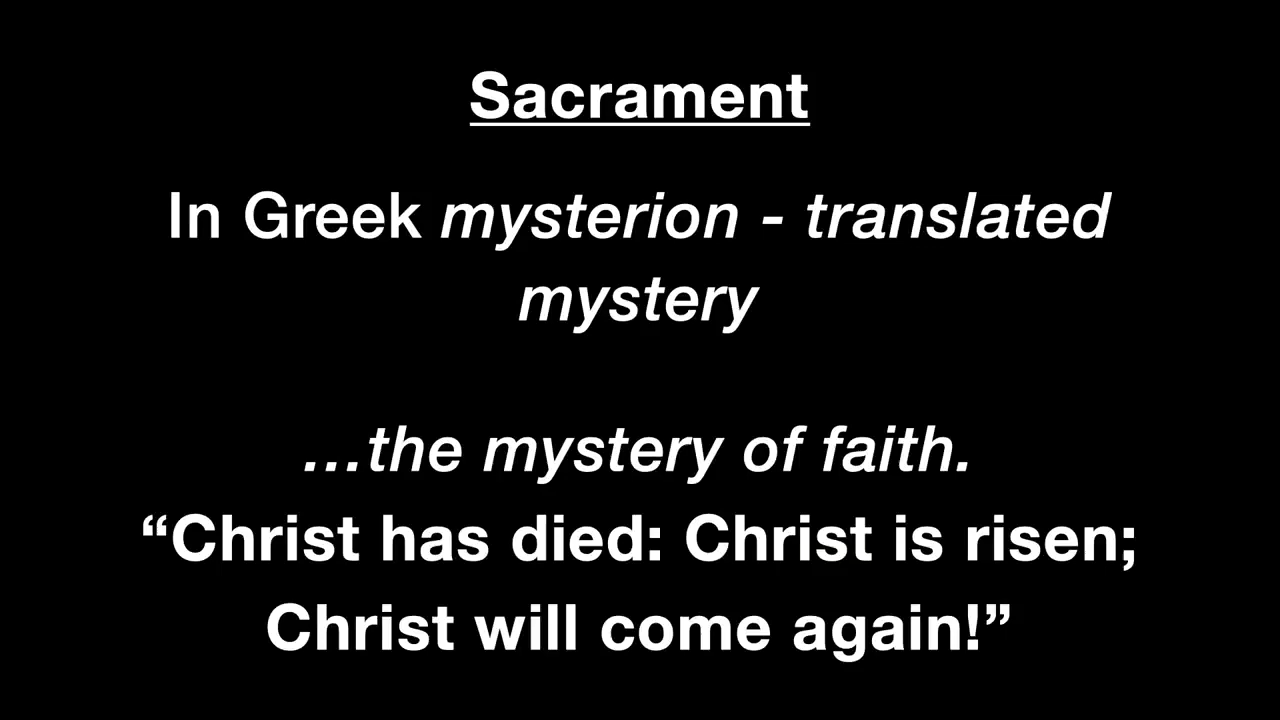 Sacrament
In Greek mysterion - translated
mystery
…the mystery of faith.
“Christ has died: Christ is risen;
Christ will come again!”